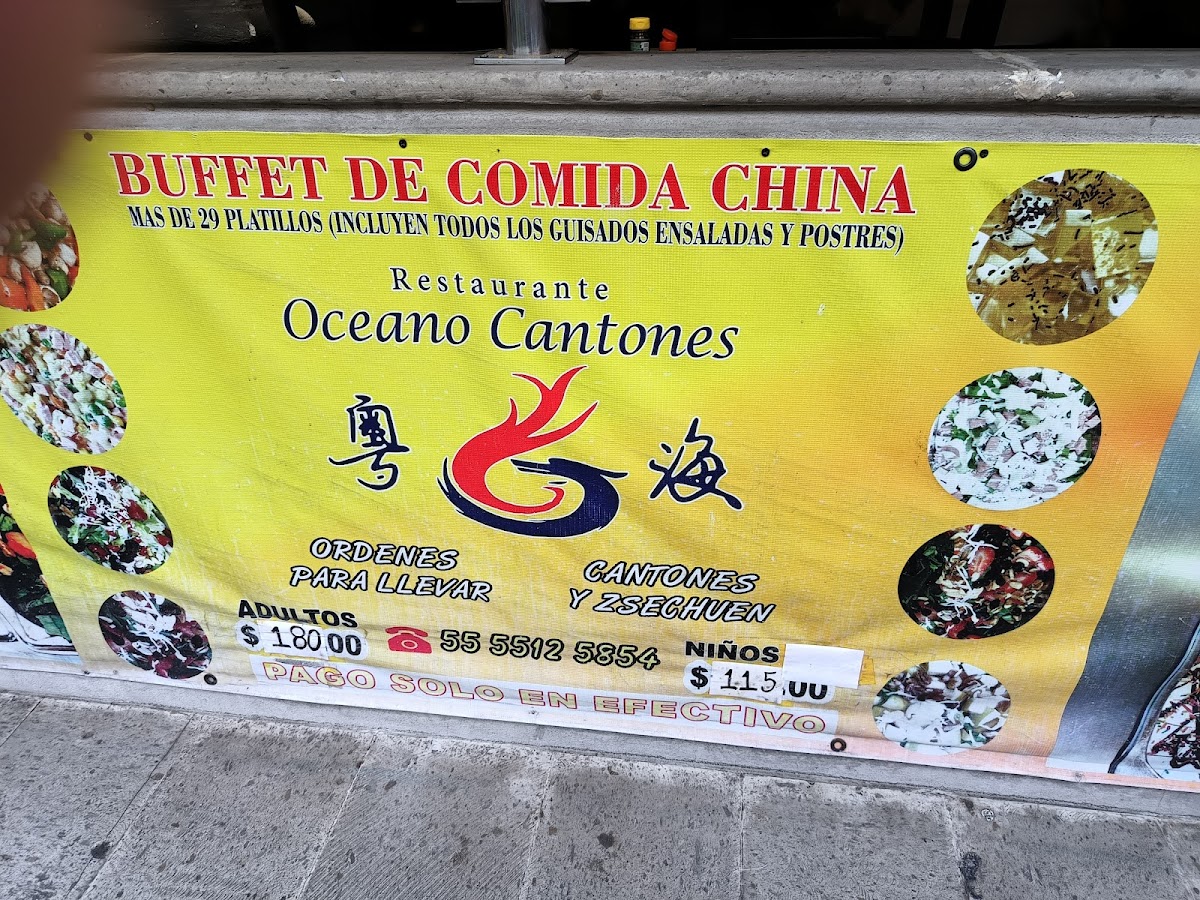 BUFFET DE COMIDA CHINA
MAS DE 29 PLATILLOS (INCLUYEN TODOS LOS GUISADOS ENSALADAS Y POSTRES)
Restaurante
Oceano Cantones
粤 海
ORDENES
PARA LLEVAR
CANTONES
Y ZSECHUEN
ADULTOS
$ 180.00
55 5512 5854
NIÑOS
$ 115.00
PAGO SOLO EN EFECTIVO